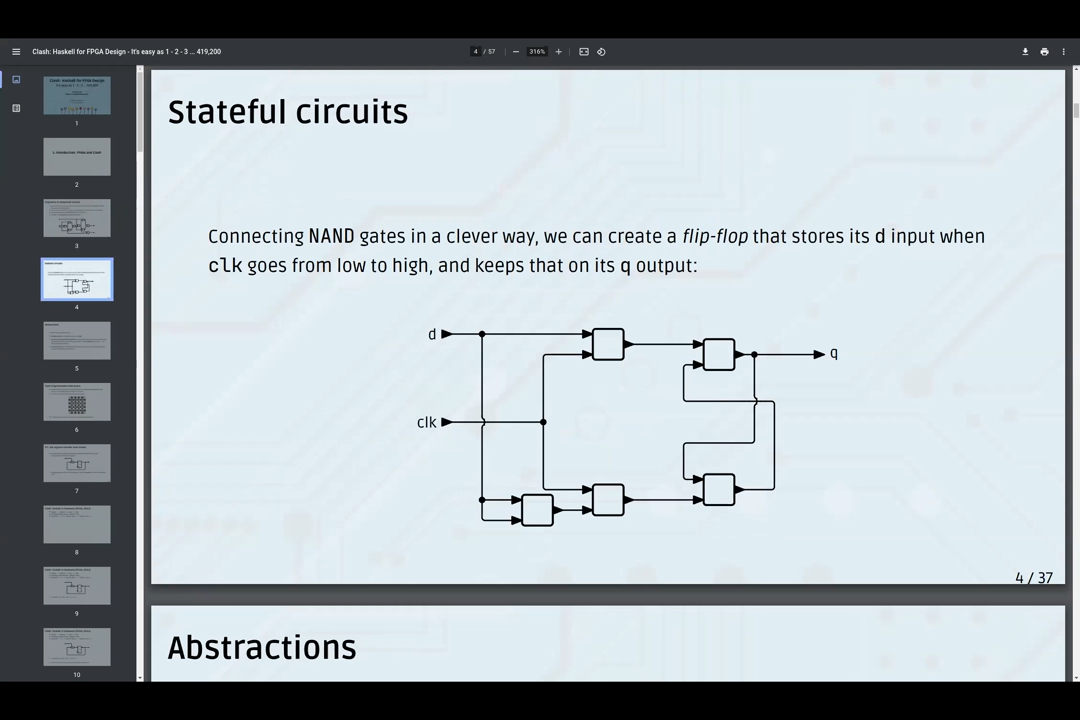 Clash: Haskell for FPGA Design - It's easy as 1 - 2 - 3 ... 419,200
4 / 57
316%
1
2
3
4
5
6
7
8
9
10
Stateful circuits
Connecting NAND gates in a clever way, we can create a flip-flop that stores its d input when
clk goes from low to high, and keeps that on its q output:
d
q
clk
4 / 37
Abstractions